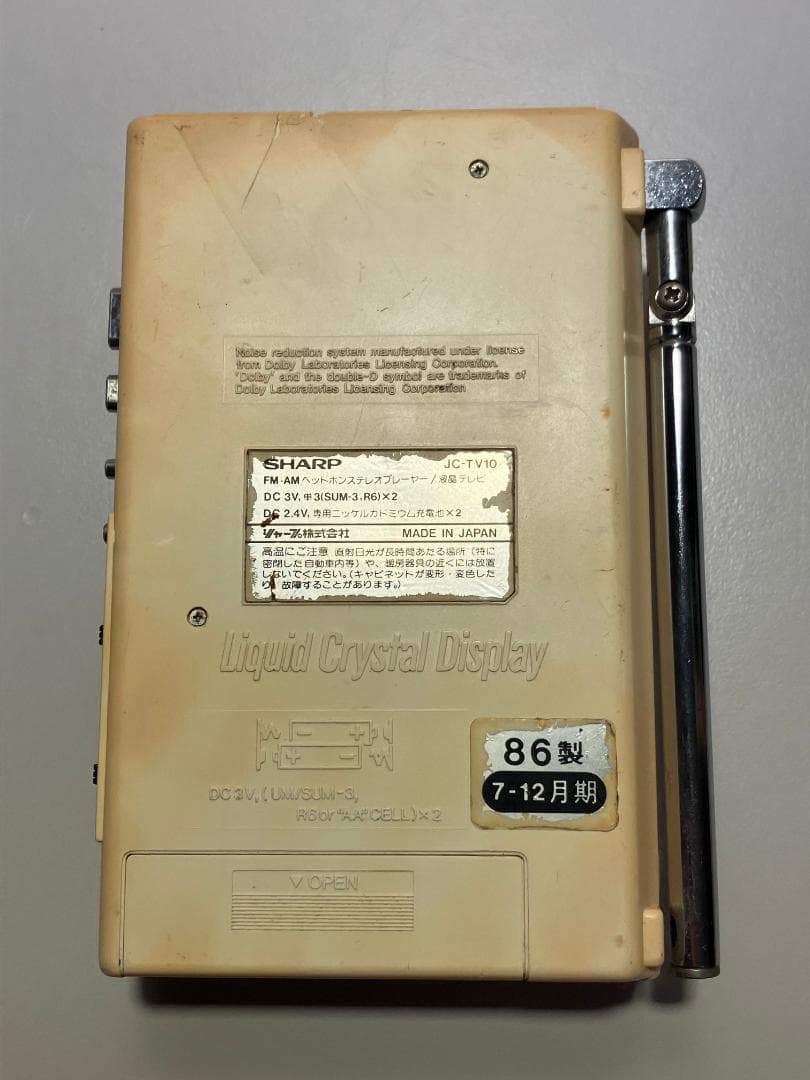 Noise reduction system manufactured under license
from Dolby Laboratories Licensing Corporation.
"Dolby" and the double-D symbol are trademarks of
Dolby Laboratories Licensing Corporation
SHARP JC-TV10
FM・AMヘッドホンステレオプレーヤー/液晶テレビ
DC 3V, 単3(SUM-3, R6)×2
DC 2.4V, 専用ニッケルカドミウム充電池×2
シャープ株式会社 MADE IN JAPAN
高温にご注意 直射日光が長時間あたる場所(特に
密閉した自動車内等)や、暖房器具の近くには放置
しないでください。(キャビネットが変形・変色した
り、故障することがあります。)
Liquid Crystal Display
86製
7-12月期
DC 3V, (UM/SUM-3,
R6 or "AA" CELL)×2
▽ OPEN